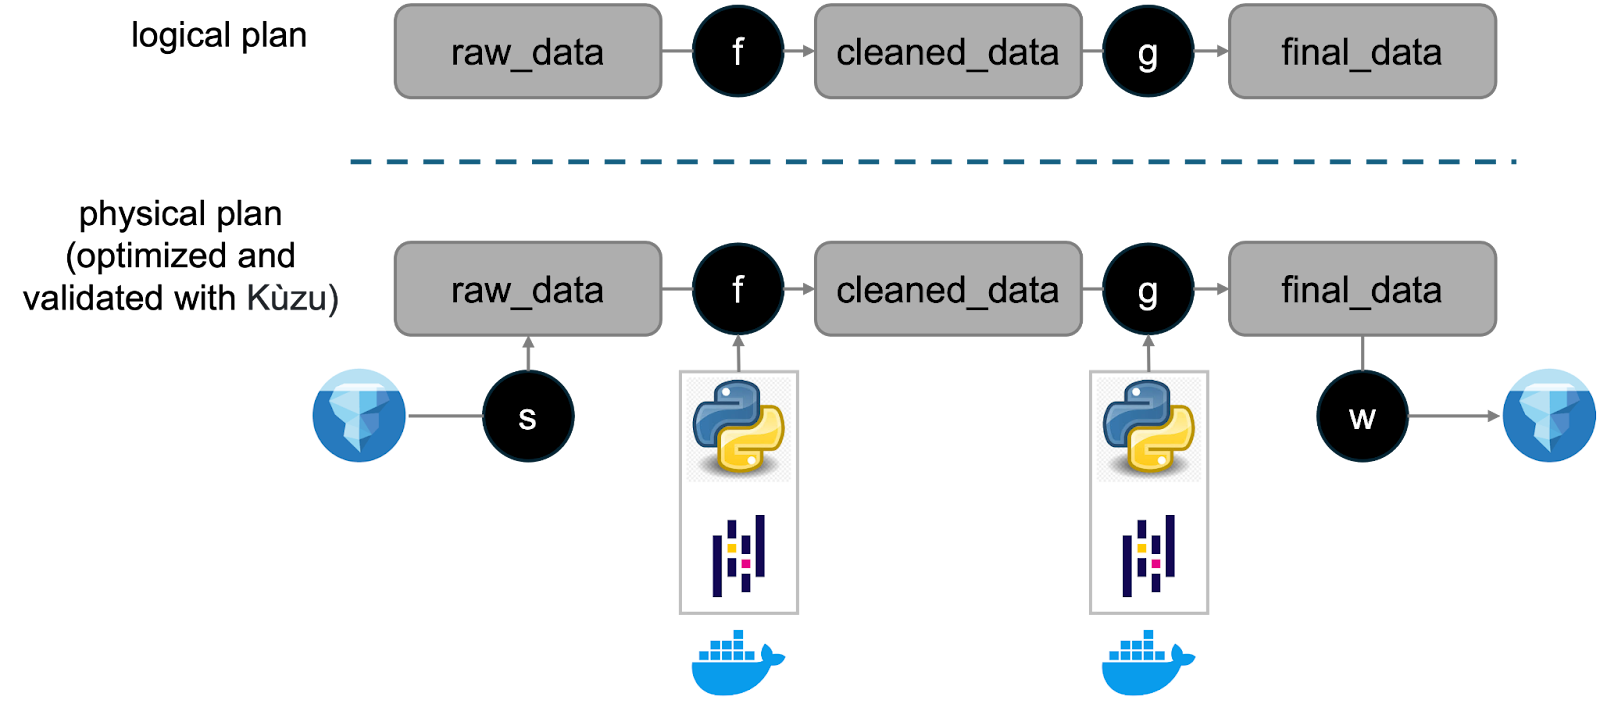 logical plan
raw_data
f
cleaned_data
g
final_data
physical plan
(optimized and
validated with Kùzu)
raw_data
f
cleaned_data
g
final_data
s
w